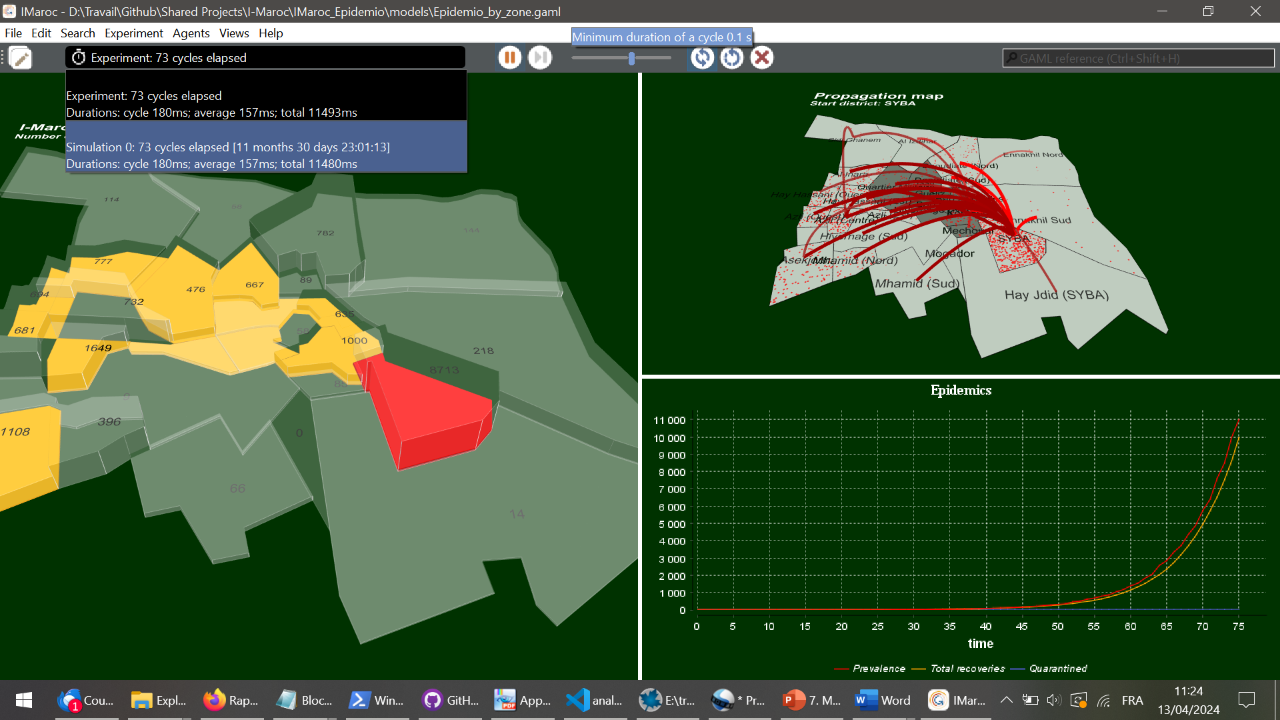 IMaroc - D:\Travail\Github\Shared Projects\I-Maroc\IMaroc_Epidemio\models\Epidemio_by_zone.gaml
File Edit Search Experiment Agents Views Help
Minimum duration of a cycle 0.1 s
Experiment: 73 cycles elapsed
GAML reference (Ctrl+Shift+H)
Experiment: 73 cycles elapsed
Durations: cycle 180ms; average 157ms; total 11493ms
Simulation 0: 73 cycles elapsed [11 months 30 days 23:01:13]
Durations: cycle 180ms; average 157ms; total 11480ms
I-Maroc
Number
114
782
777
476
667
89
732
681
1649
1000
218
8713
396
1108
0
66
14
Propagation map
Start district: SYBA
Ennakhil Nord
Ennakhil Sud
Mechouar
SYBA
Hivernage (Sud)
Mogador
Mhamid (Nord)
Mhamid (Sud)
Hay Jdid (SYBA)
Epidemics
11 000
10 000
9 000
8 000
7 000
6 000
5 000
4 000
3 000
2 000
1 000
0
0 5 10 15 20 25 30 35 40 45 50 55 60 65 70 75
time
Prevalence Total recoveries Quarantined
Cou... Expl... Rap... Bloc... Win... GitH... App... anal... E:\tr... * Pr... 7. M... Word IMar... FRA
11:24
13/04/2024
1